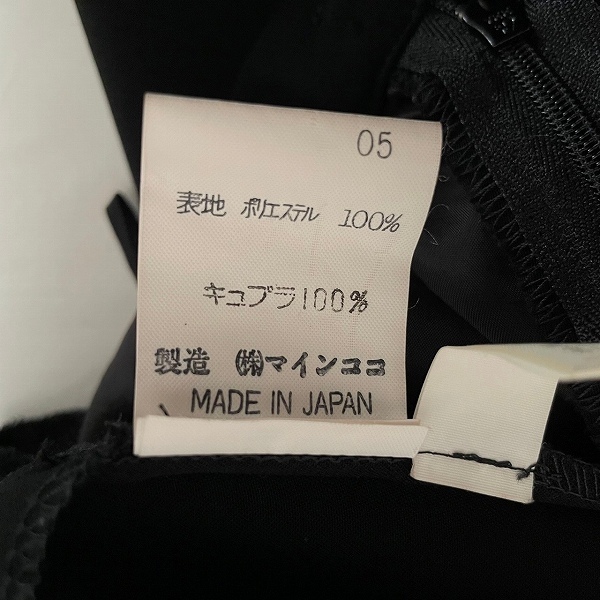 05
表地 ポリエステル 100%
キュプラ100%
製造 ㈱マインココ
MADE IN JAPAN